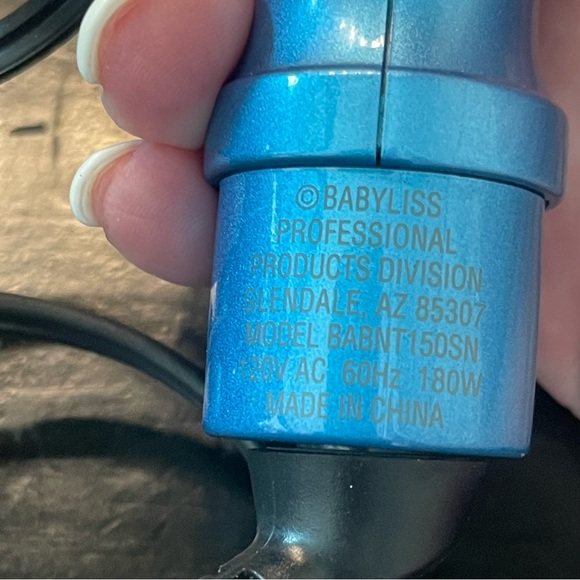 ©BABYLISS
PROFESSIONAL
PRODUCTS DIVISION
GLENDALE, AZ 85307
MODEL BABNT150SN
120V AC 60Hz 180W
MADE IN CHINA